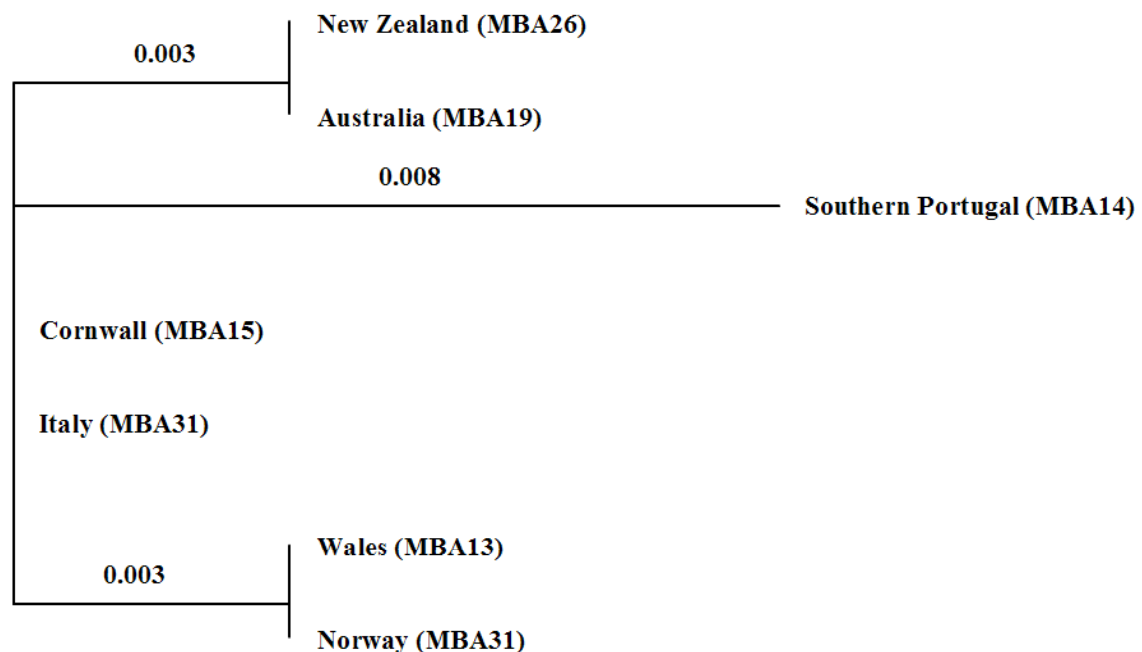 New Zealand (MBA26)
0.003
Australia (MBA19)
0.008
Southern Portugal (MBA14)
Cornwall (MBA15)
Italy (MBA31)
Wales (MBA13)
0.003
Norway (MBA31)